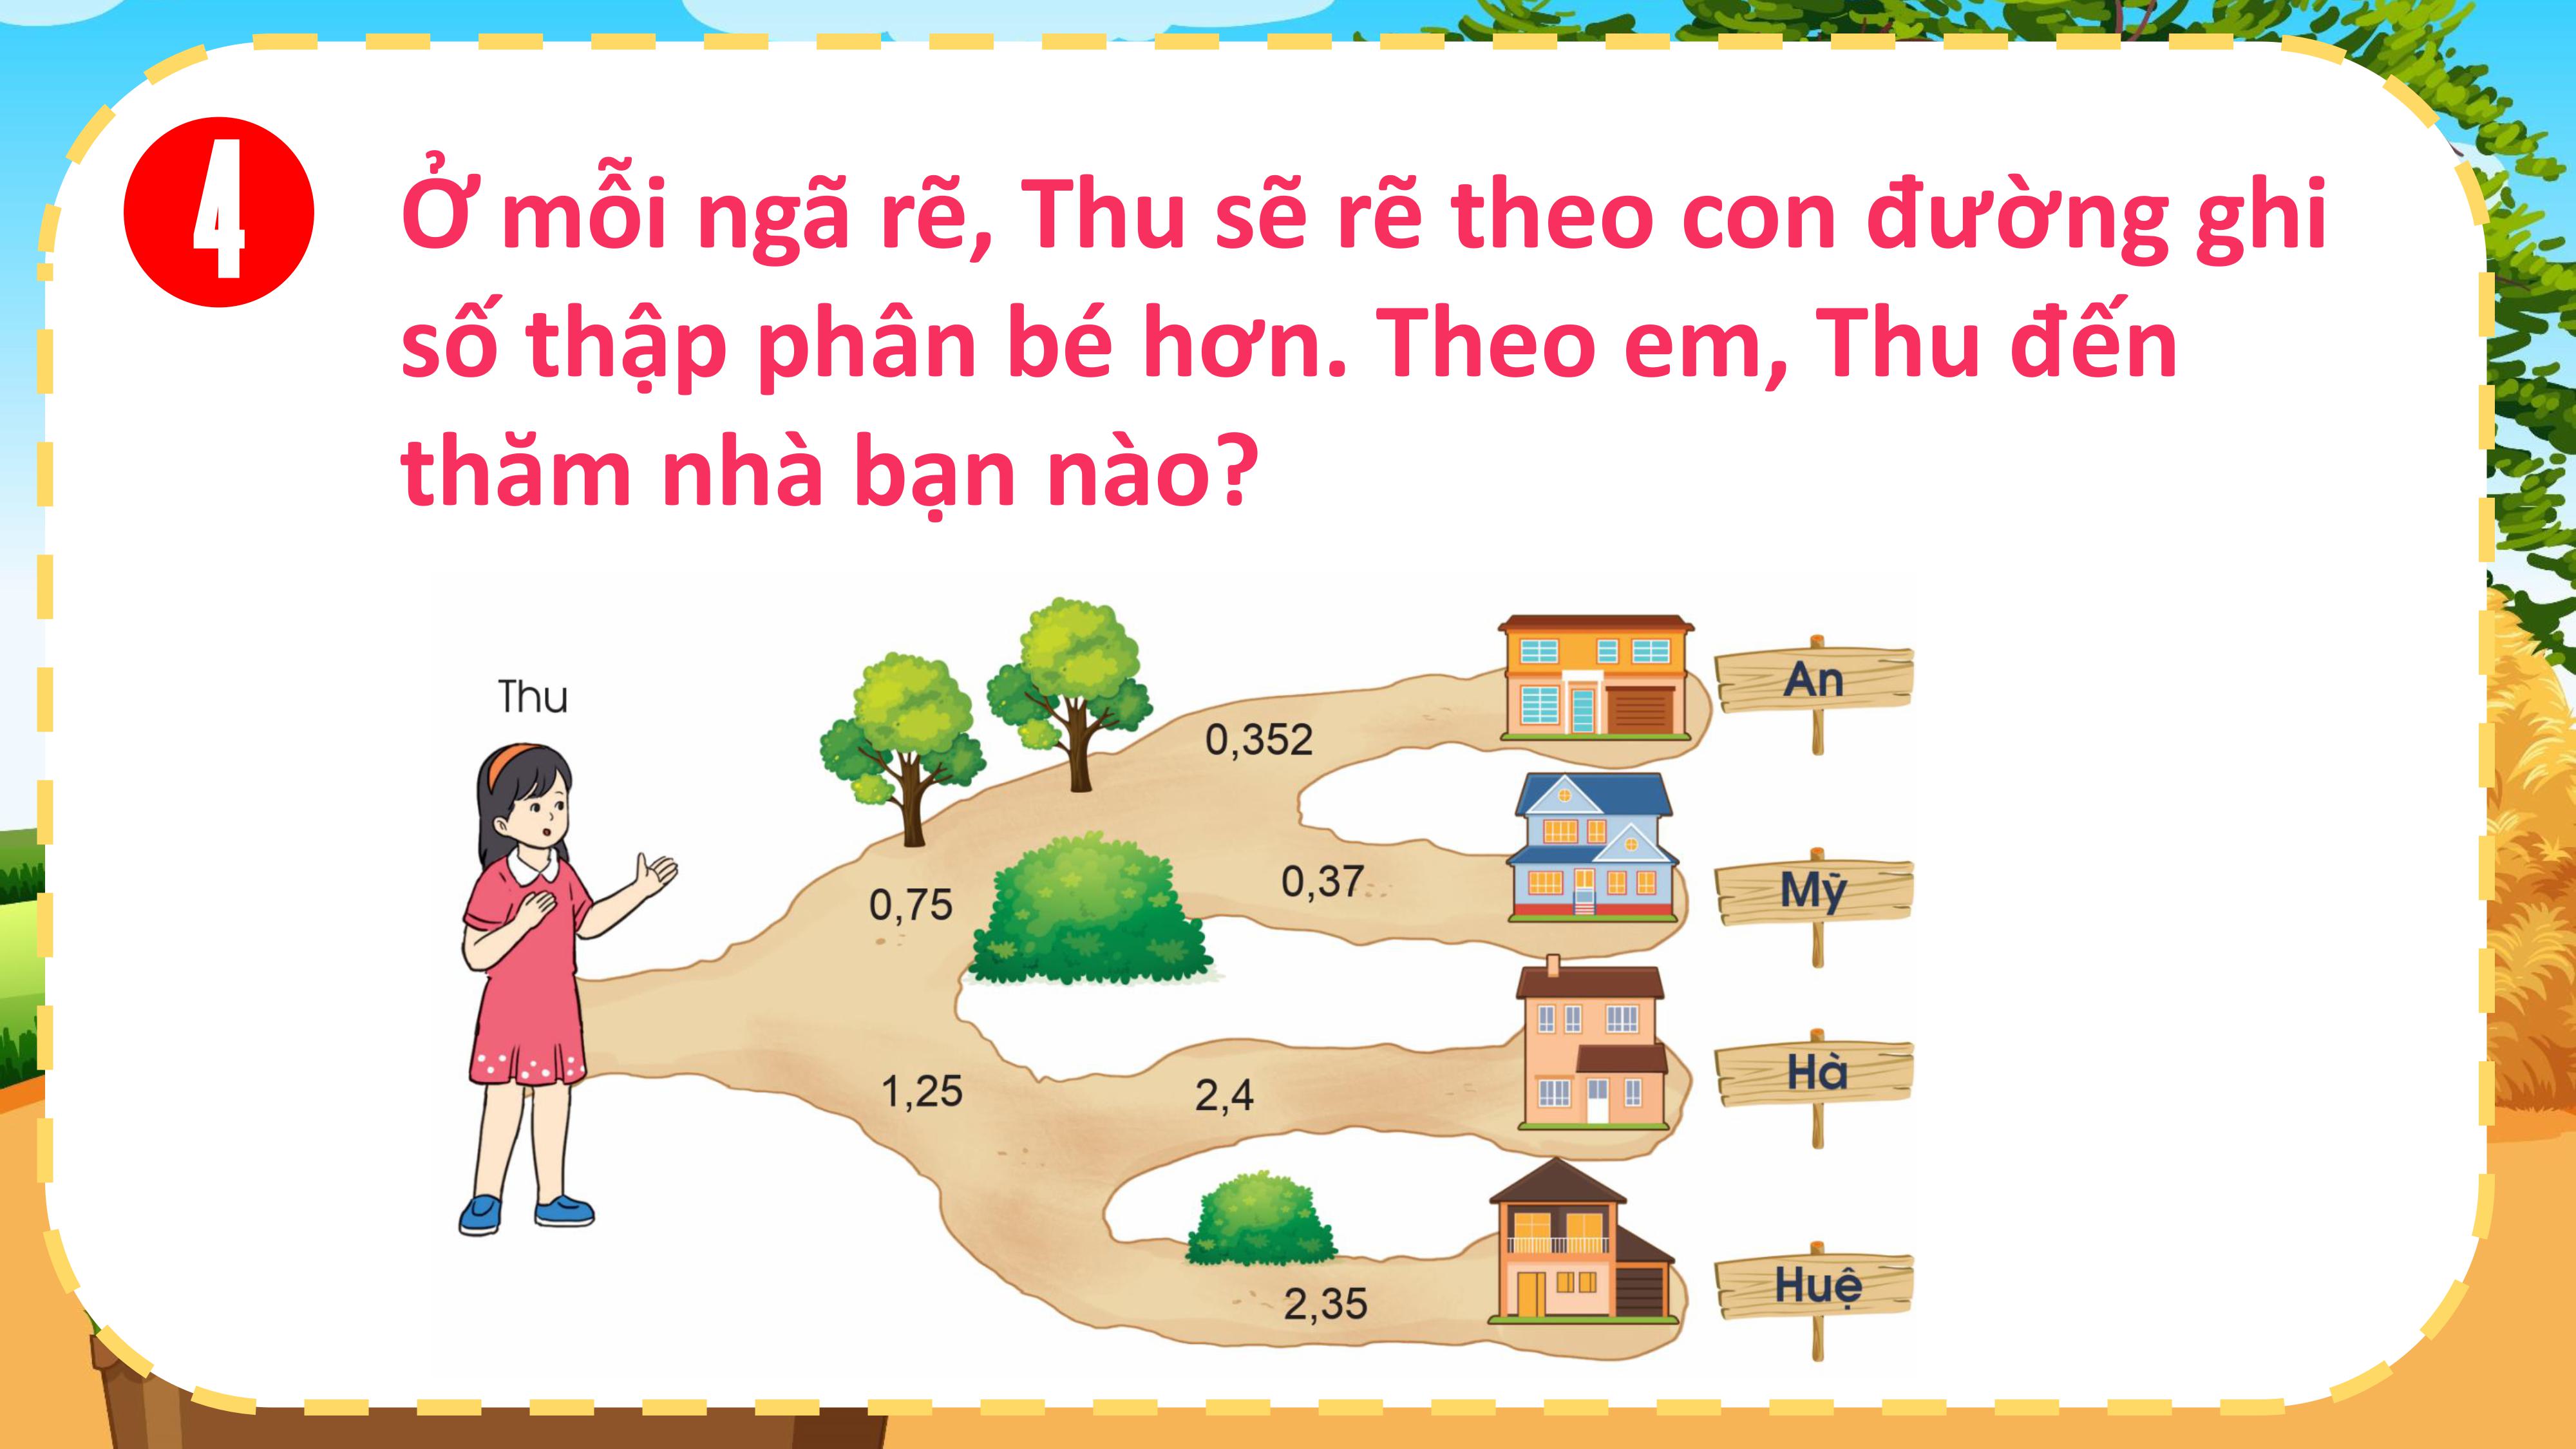 4
Ở mỗi ngã rẽ, Thu sẽ rẽ theo con đường ghi
số thập phân bé hơn. Theo em, Thu đến
thăm nhà bạn nào?
Thu
An
0,352
Mỹ
0,37
0,75
Hà
1,25
2,4
Huệ
2,35